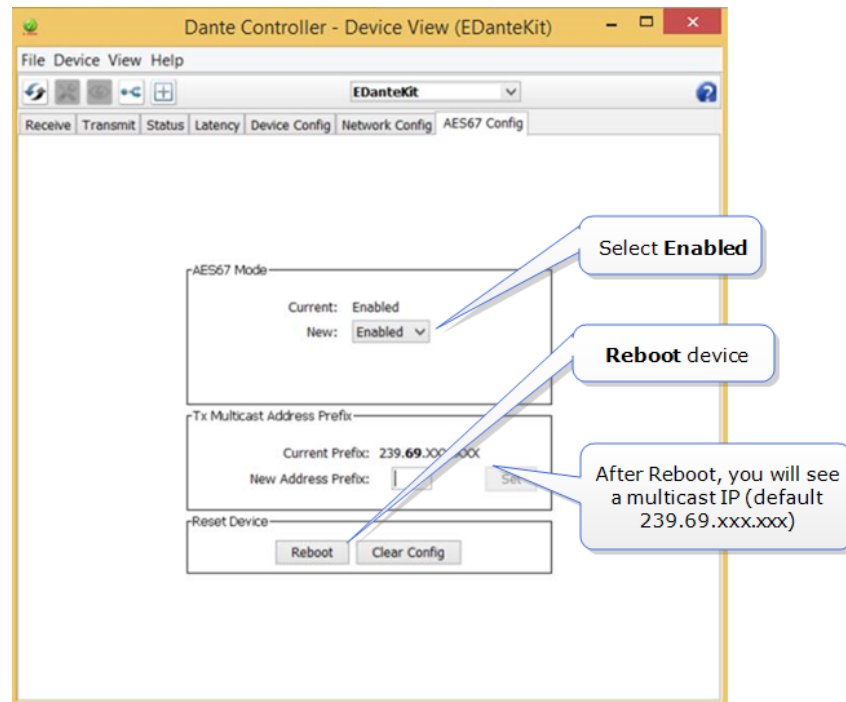 Dante Controller - Device View (EDanteKit)
File Device View Help
EDanteKit
Receive Transmit Status Latency Device Config Network Config AES67 Config
Select Enabled
AES67 Mode
Current: Enabled
New: Enabled
Reboot device
Tx Multicast Address Prefix
Current Prefix: 239.69.XXX.XXX
New Address Prefix: Set
After Reboot, you will see
a multicast IP (default
239.69.xxx.xxx)
Reset Device
Reboot Clear Config